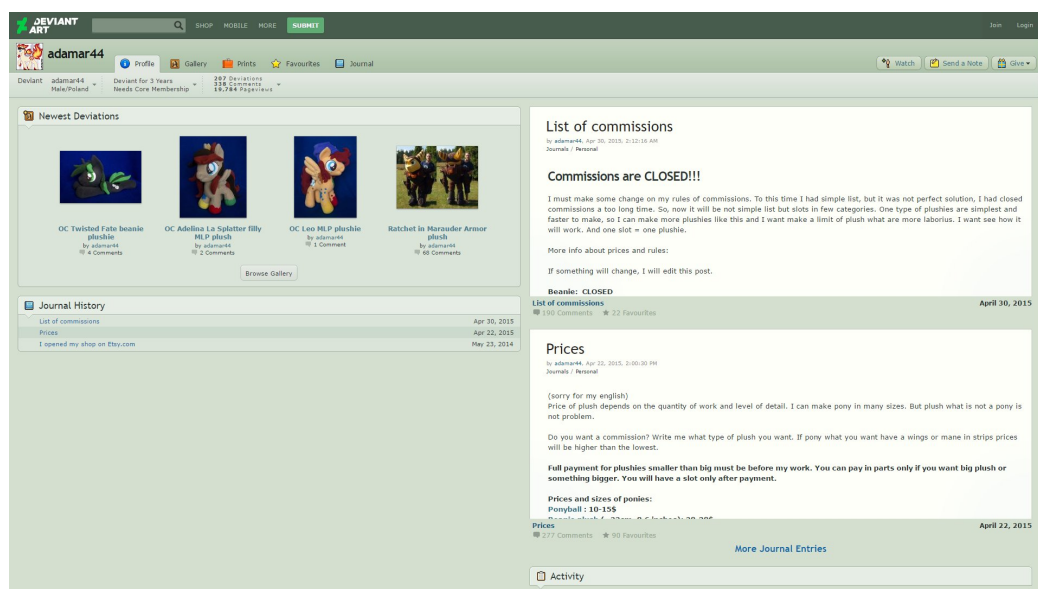 DEVIANT ART
SHOP MOBILE MORE SUBMIT
Join Login
adamar44
Profile Gallery Prints Favourites Journal
Watch Send a Note Give
Deviant adamar44
Male/Poland
Deviant for 3 Years
Needs Core Membership
287 Deviations
338 Comments
19,784 Pageviews
Newest Deviations
OC Twisted Fate beanie plushie
by adamar44
4 Comments
OC Adelina La Splatter filly MLP plush
by adamar44
2 Comments
OC Leo MLP plushie
by adamar44
1 Comment
Ratchet in Marauder Armor plush
by adamar44
68 Comments
Browse Gallery
Journal History
List of commissions Apr 30, 2015
Prices Apr 22, 2015
I opened my shop on Etsy.com May 23, 2014
List of commissions
by adamar44, Apr 30, 2015, 2:12:16 AM
Journals / Personal
Commissions are CLOSED!!!
I must make some change on my rules of commissions. To this time I had simple list, but it was not perfect solution, I had closed
commissions a too long time. So, now it will be not simple list but slots in few categories. One type of plushies are simplest and
faster to make, so I can make more plushies like this and I want make a limit of plush what are more laborius. I want see how it
will work. And one slot = one plushie.
More info about prices and rules:
If something will change, I will edit this post.
Beanie: CLOSED
List of commissions April 30, 2015
190 Comments 22 Favourites
Prices
by adamar44, Apr 22, 2015, 2:00:30 PM
Journals / Personal
(sorry for my english)
Price of plush depends on the quantity of work and level of detail. I can make pony in many sizes. But plush what is not a pony is
not problem.
Do you want a commission? Write me what type of plush you want. If pony what you want have a wings or mane in strips prices
will be higher than the lowest.
Full payment for plushies smaller than big must be before my work. You can pay in parts only if you want big plush or
something bigger. You will have a slot only after payment.
Prices and sizes of ponies:
Ponyball : 10-15$
Prices April 22, 2015
277 Comments 90 Favourites
More Journal Entries
Activity